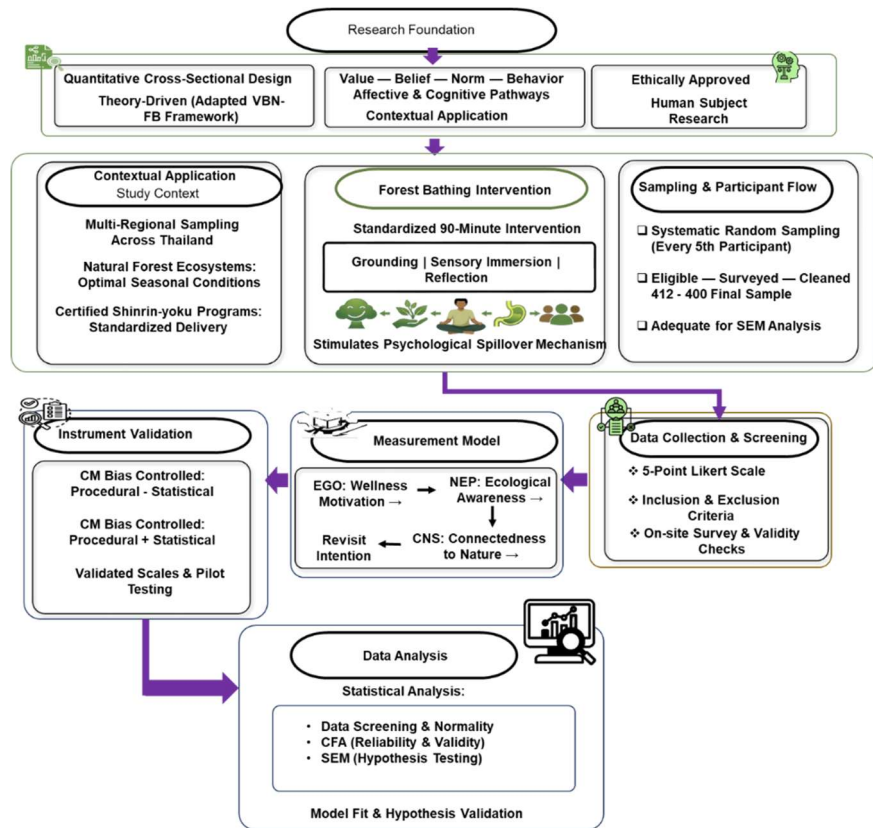 Research Foundation
Quantitative Cross-Sectional Design
Theory-Driven (Adapted VBN-
FB Framework)
Value — Belief — Norm — Behavior
Affective & Cognitive Pathways
Contextual Application
Ethically Approved
Human Subject
Research
Contextual Application
Study Context
Multi-Regional Sampling
Across Thailand
Natural Forest Ecosystems:
Optimal Seasonal Conditions
Certified Shinrin-yoku Programs:
Standardized Delivery
Forest Bathing Intervention
Standardized 90-Minute Intervention
Grounding | Sensory Immersion |
Reflection
Stimulates Psychological Spillover Mechanism
Sampling & Participant Flow
❑ Systematic Random Sampling
(Every 5th Participant)
❑ Eligible — Surveyed — Cleaned
412 - 400 Final Sample
❑ Adequate for SEM Analysis
Instrument Validation
CM Bias Controlled:
Procedural - Statistical
CM Bias Controlled:
Procedural + Statistical
Validated Scales & Pilot
Testing
Measurement Model
EGO: Wellness
Motivation →
NEP: Ecological
Awareness →
Revisit
Intention
CNS: Connectedness
to Nature →
Data Collection & Screening
❖ 5-Point Likert Scale
❖ Inclusion & Exclusion
Criteria
❖ On-site Survey & Validity
Checks
Data Analysis
Statistical Analysis:
• Data Screening & Normality
• CFA (Reliability & Validity)
• SEM (Hypothesis Testing)
Model Fit & Hypothesis Validation